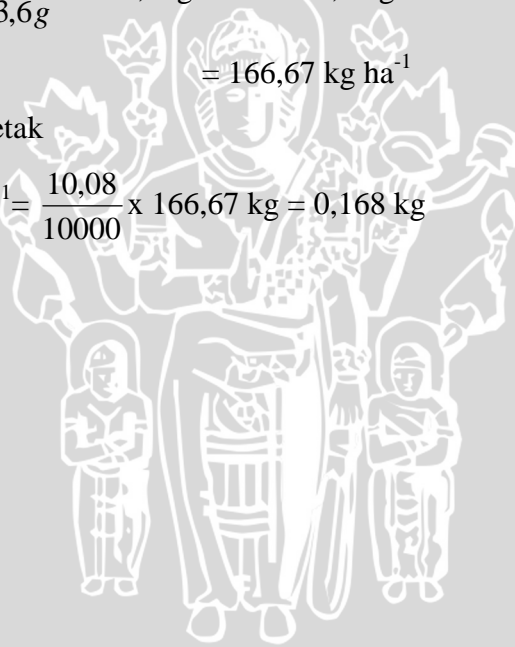 3,6g
= 166,67 kg ha⁻¹
etak
¹= 10,08/10000 x 166,67 kg = 0,168 kg